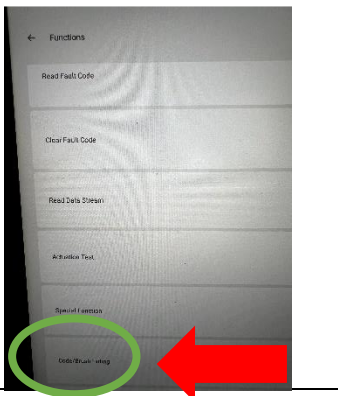 Functions
Read Fault Code
Clear Fault Code
Read Data Stream
Actuation Test
Special Function